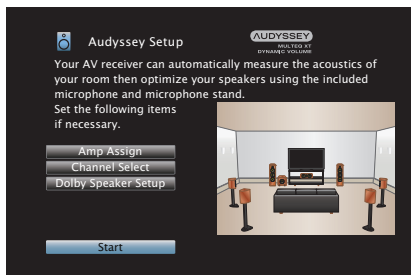 Audyssey Setup
AUDYSSEY
MULTEQ XT
DYNAMIC VOLUME
Your AV receiver can automatically measure the acoustics of
your room then optimize your speakers using the included
microphone and microphone stand.
Set the following items
if necessary.
Amp Assign
Channel Select
Dolby Speaker Setup
Start